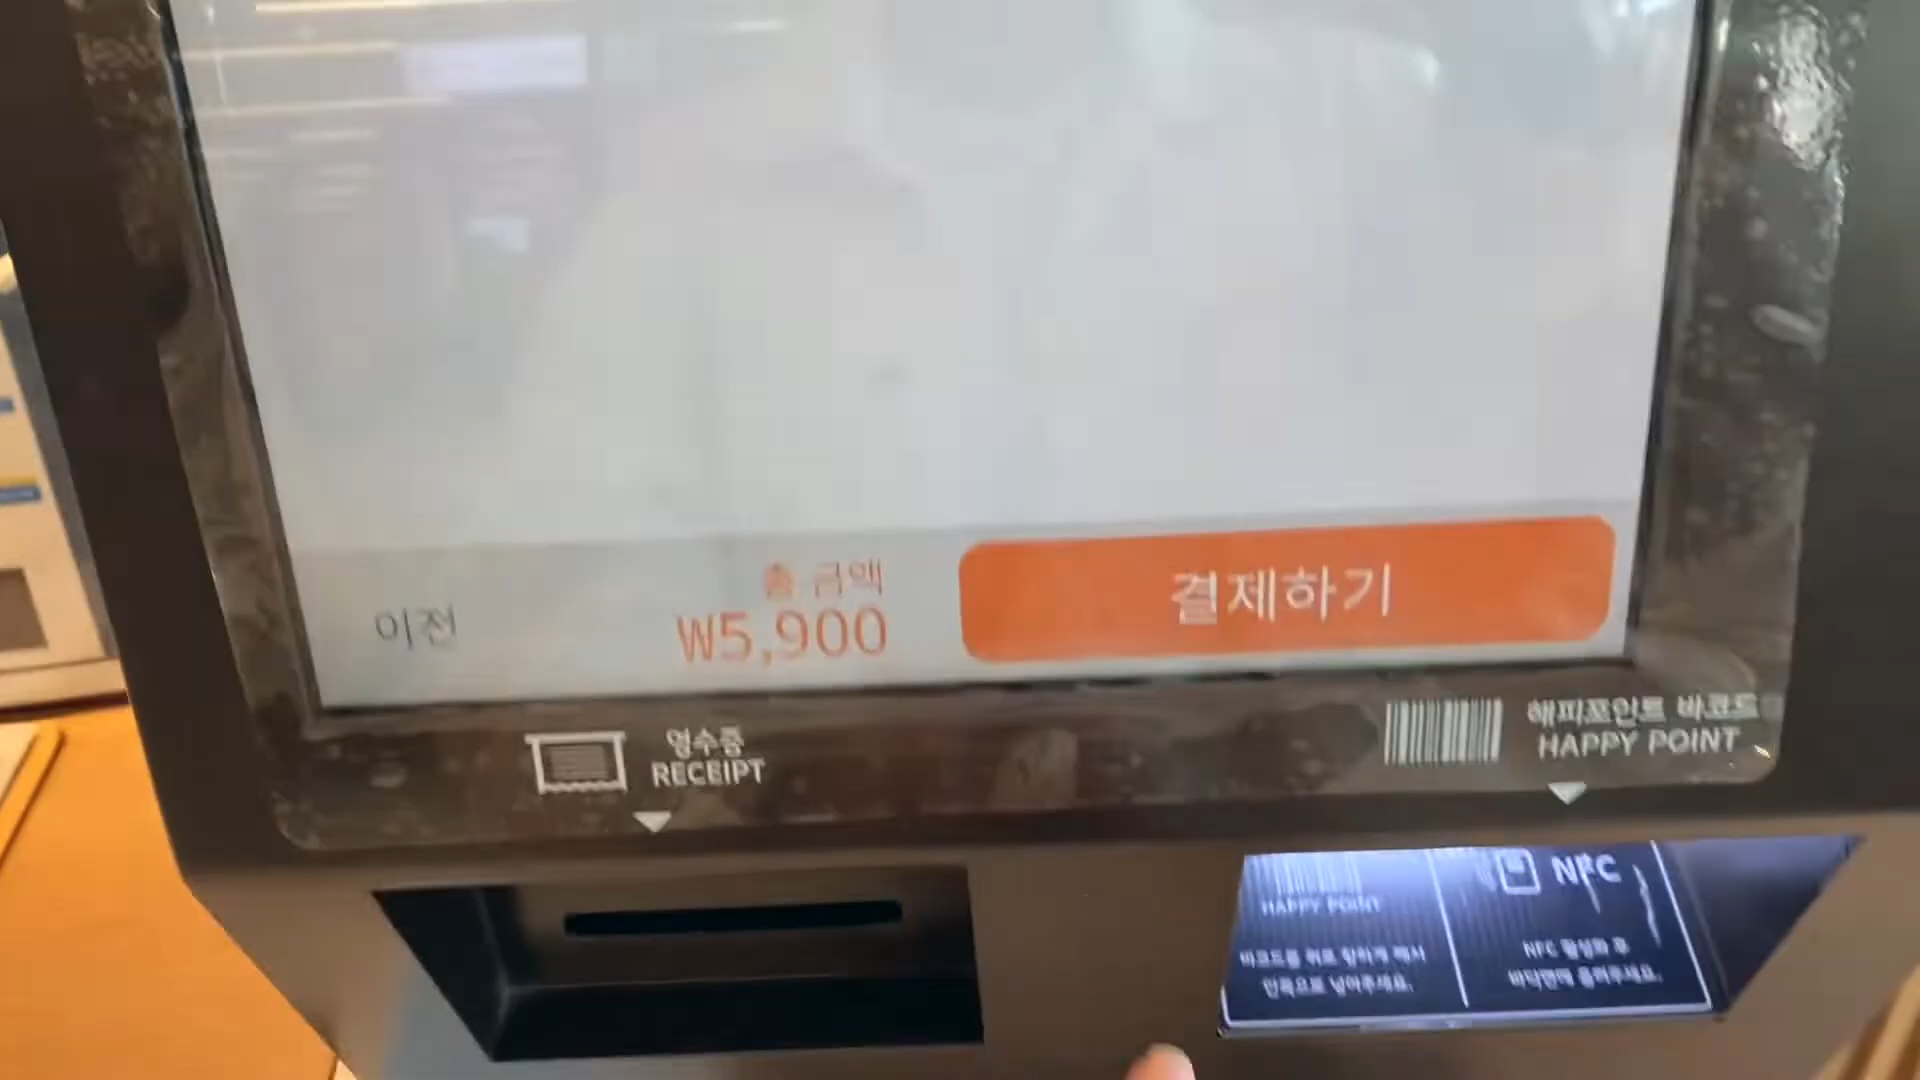 총 금액
이전
₩5,900
결제하기
영수증
RECEIPT
해피포인트 바코드
HAPPY POINT
HAPPY POINT
바코드를 위로 향하게 해서
안쪽으로 넣어주세요.
NFC
NFC 활성화 후
바닥면에 올려주세요.